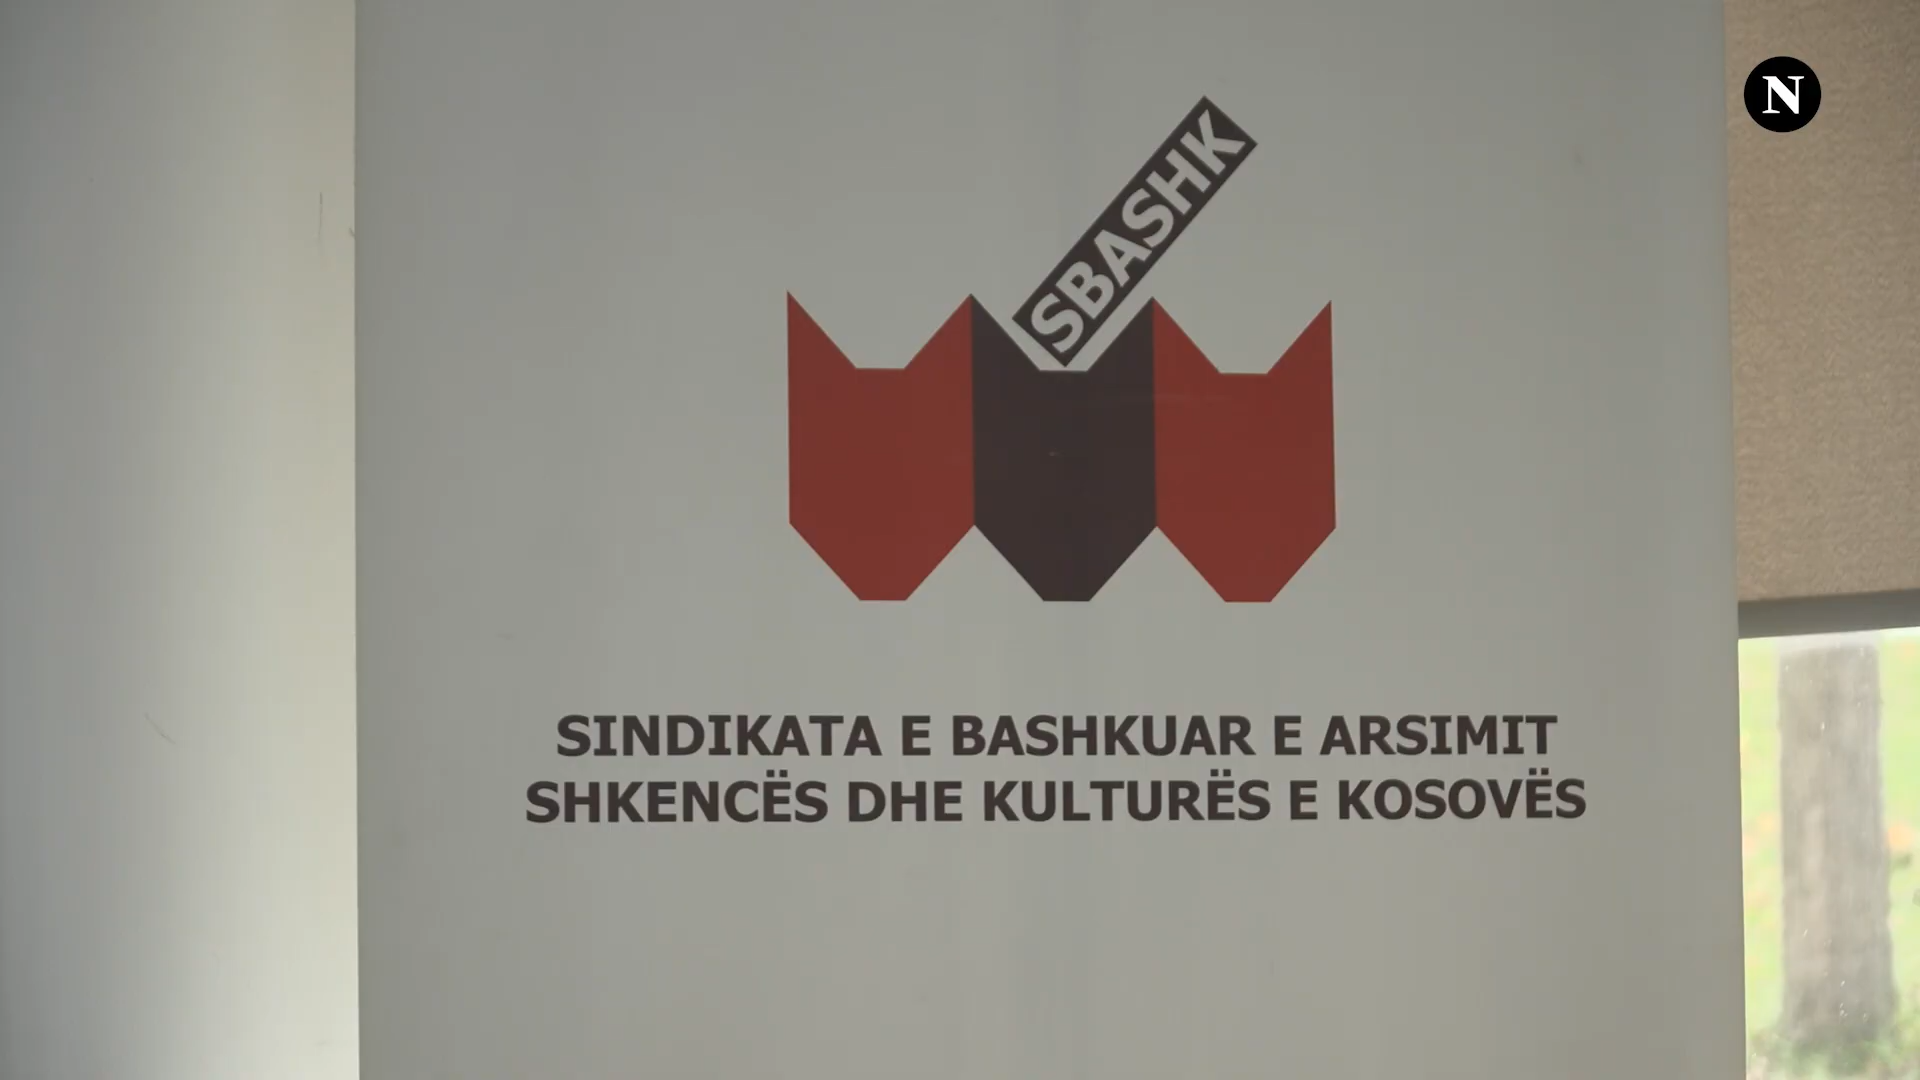 N
SBASHK
SINDIKATA E BASHKUAR E ARSIMIT
SHKENCËS DHE KULTURËS E KOSOVËS